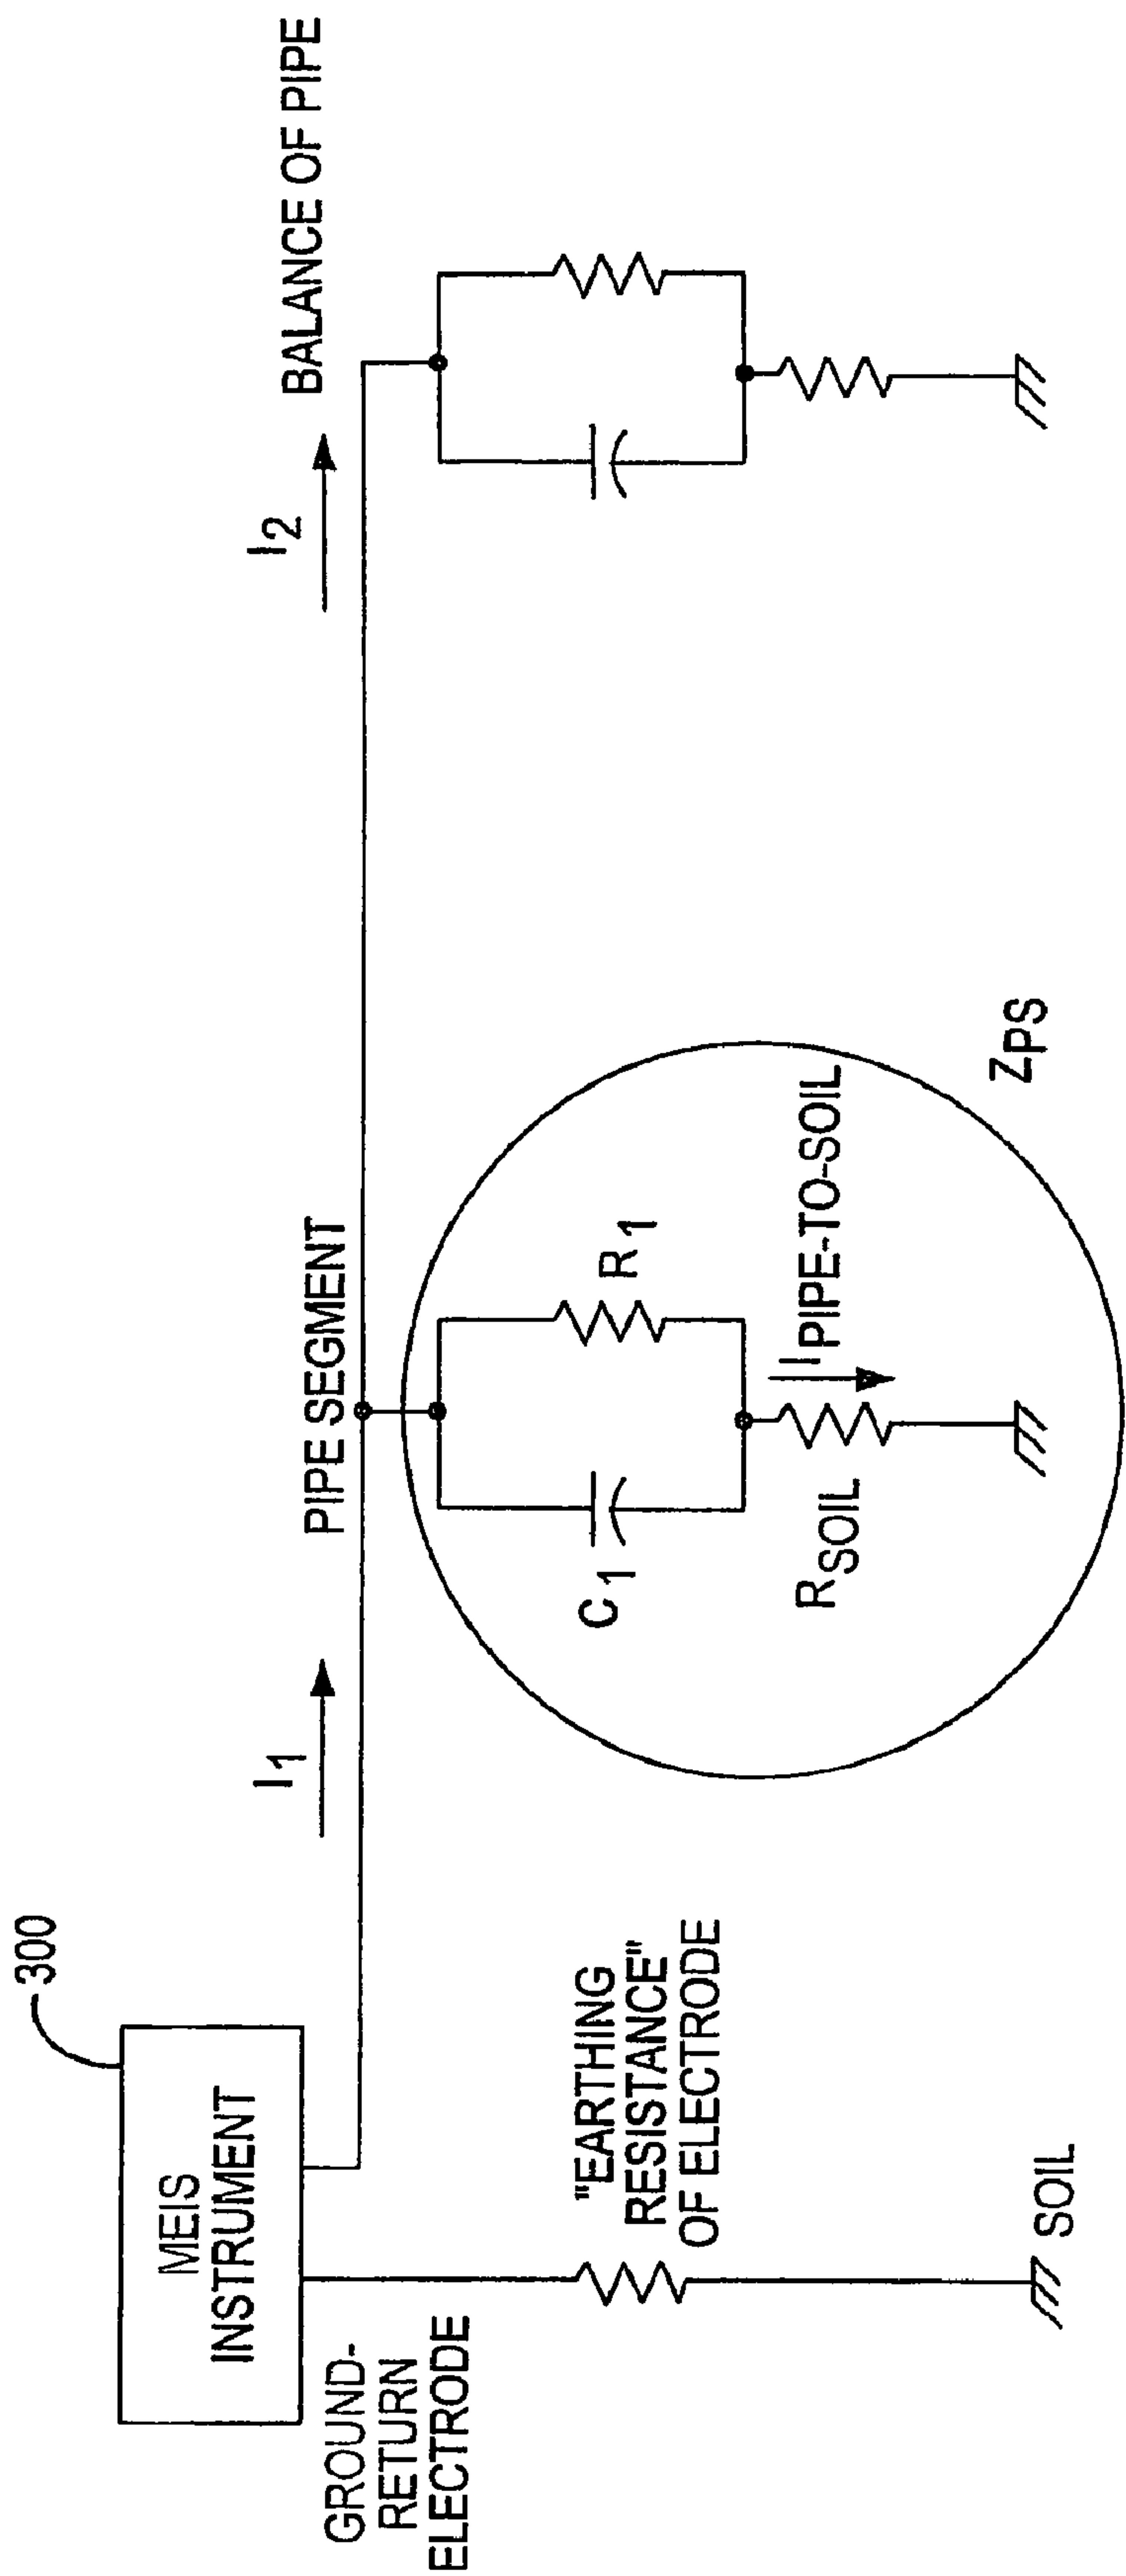 300
MEIS
INSTRUMENT
GROUND-
RETURN
ELECTRODE
"EARTHING
RESISTANCE"
OF ELECTRODE
SOIL
I1
PIPE SEGMENT
C1
R1
RSOIL
IPIPE-TO-SOIL
ZPS
I2
BALANCE OF PIPE